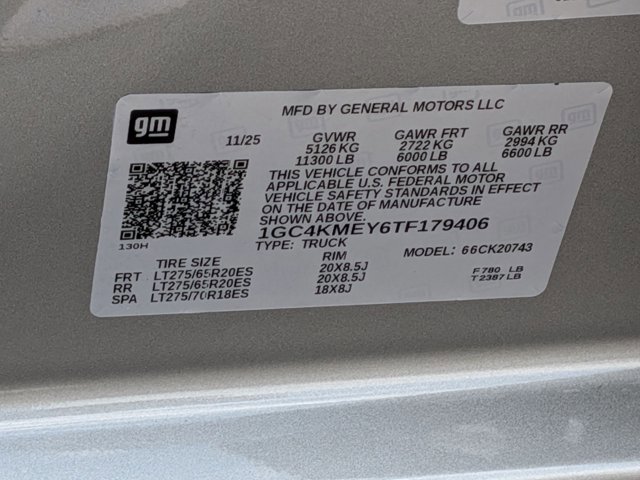 gm
MFD BY GENERAL MOTORS LLC
11/25 GVWR GAWR FRT GAWR RR
5126 KG 2722 KG 2994 KG
11300 LB 6000 LB 6600 LB
THIS VEHICLE CONFORMS TO ALL
APPLICABLE U.S. FEDERAL MOTOR
VEHICLE SAFETY STANDARDS IN EFFECT
ON THE DATE OF MANUFACTURE
SHOWN ABOVE.
1GC4KMEY6TF179406
130H TYPE: TRUCK MODEL: 66CK20743
TIRE SIZE RIM
FRT LT275/65R20ES 20X8.5J F 780 LB
RR LT275/65R20ES 20X8.5J T 2387 LB
SPA LT275/70R18ES 18X8J